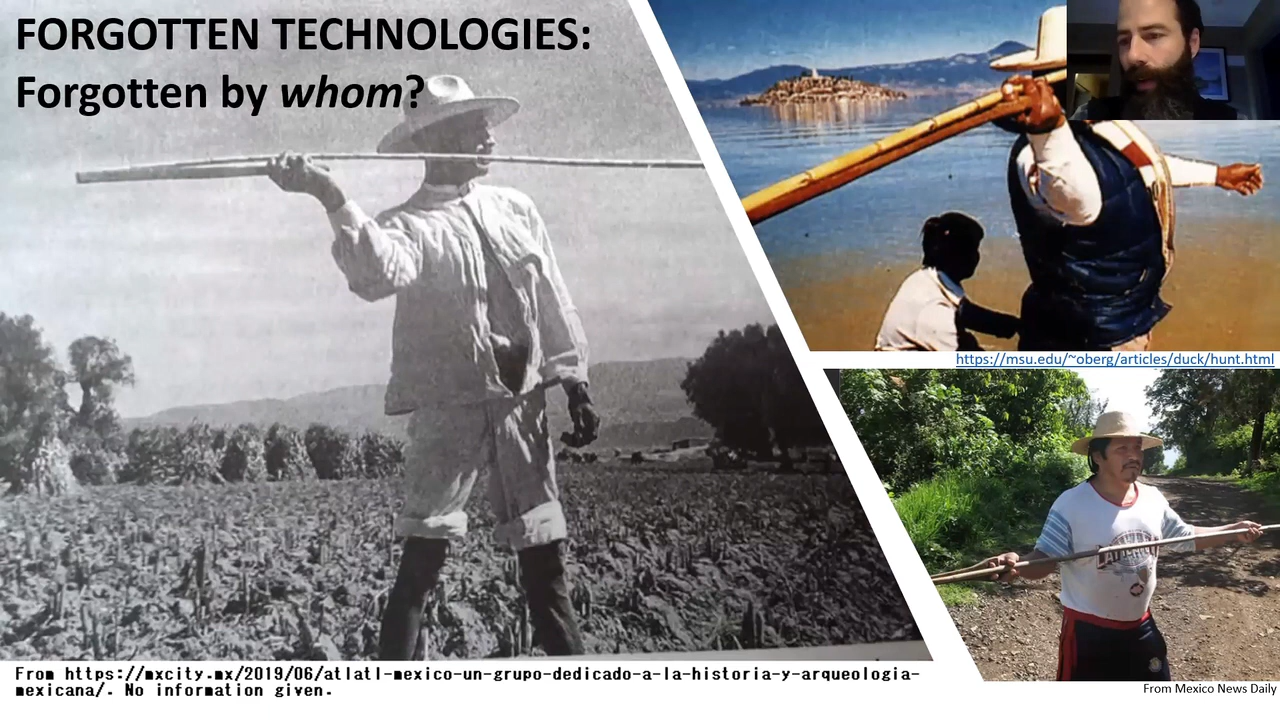 FORGOTTEN TECHNOLOGIES:
Forgotten by whom?
https://msu.edu/~oberg/articles/duck/hunt.html
From https://mxcity.mx/2019/06/atlatl-mexico-un-grupo-dedicado-a-la-historia-y-arqueologia-
mexicana/. No information given.
From Mexico News Daily